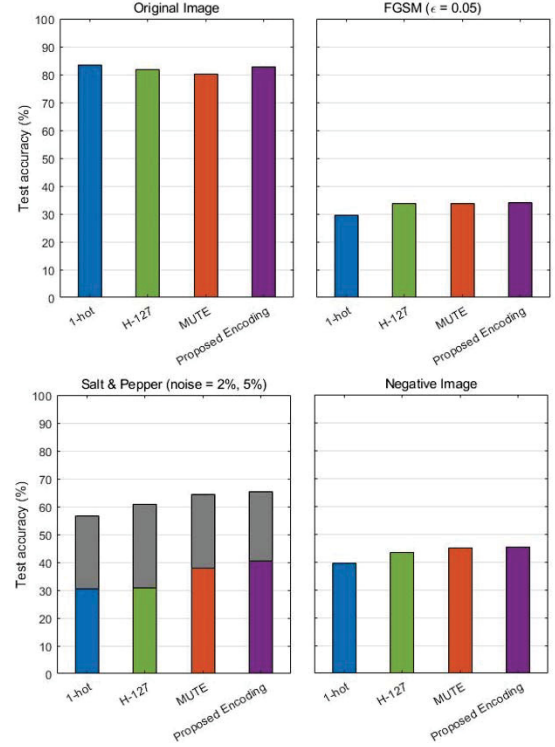 Original Image
FGSM (ϵ = 0.05)
Test accuracy (%)
100
90
80
70
60
50
40
30
20
10
0
1-hot
H-127
MUTE
Proposed Encoding
1-hot
H-127
MUTE
Proposed Encoding
Salt & Pepper (noise = 2%, 5%)
Negative Image
Test accuracy (%)
100
90
80
70
60
50
40
30
20
10
0
1-hot
H-127
MUTE
Proposed Encoding
1-hot
H-127
MUTE
Proposed Encoding